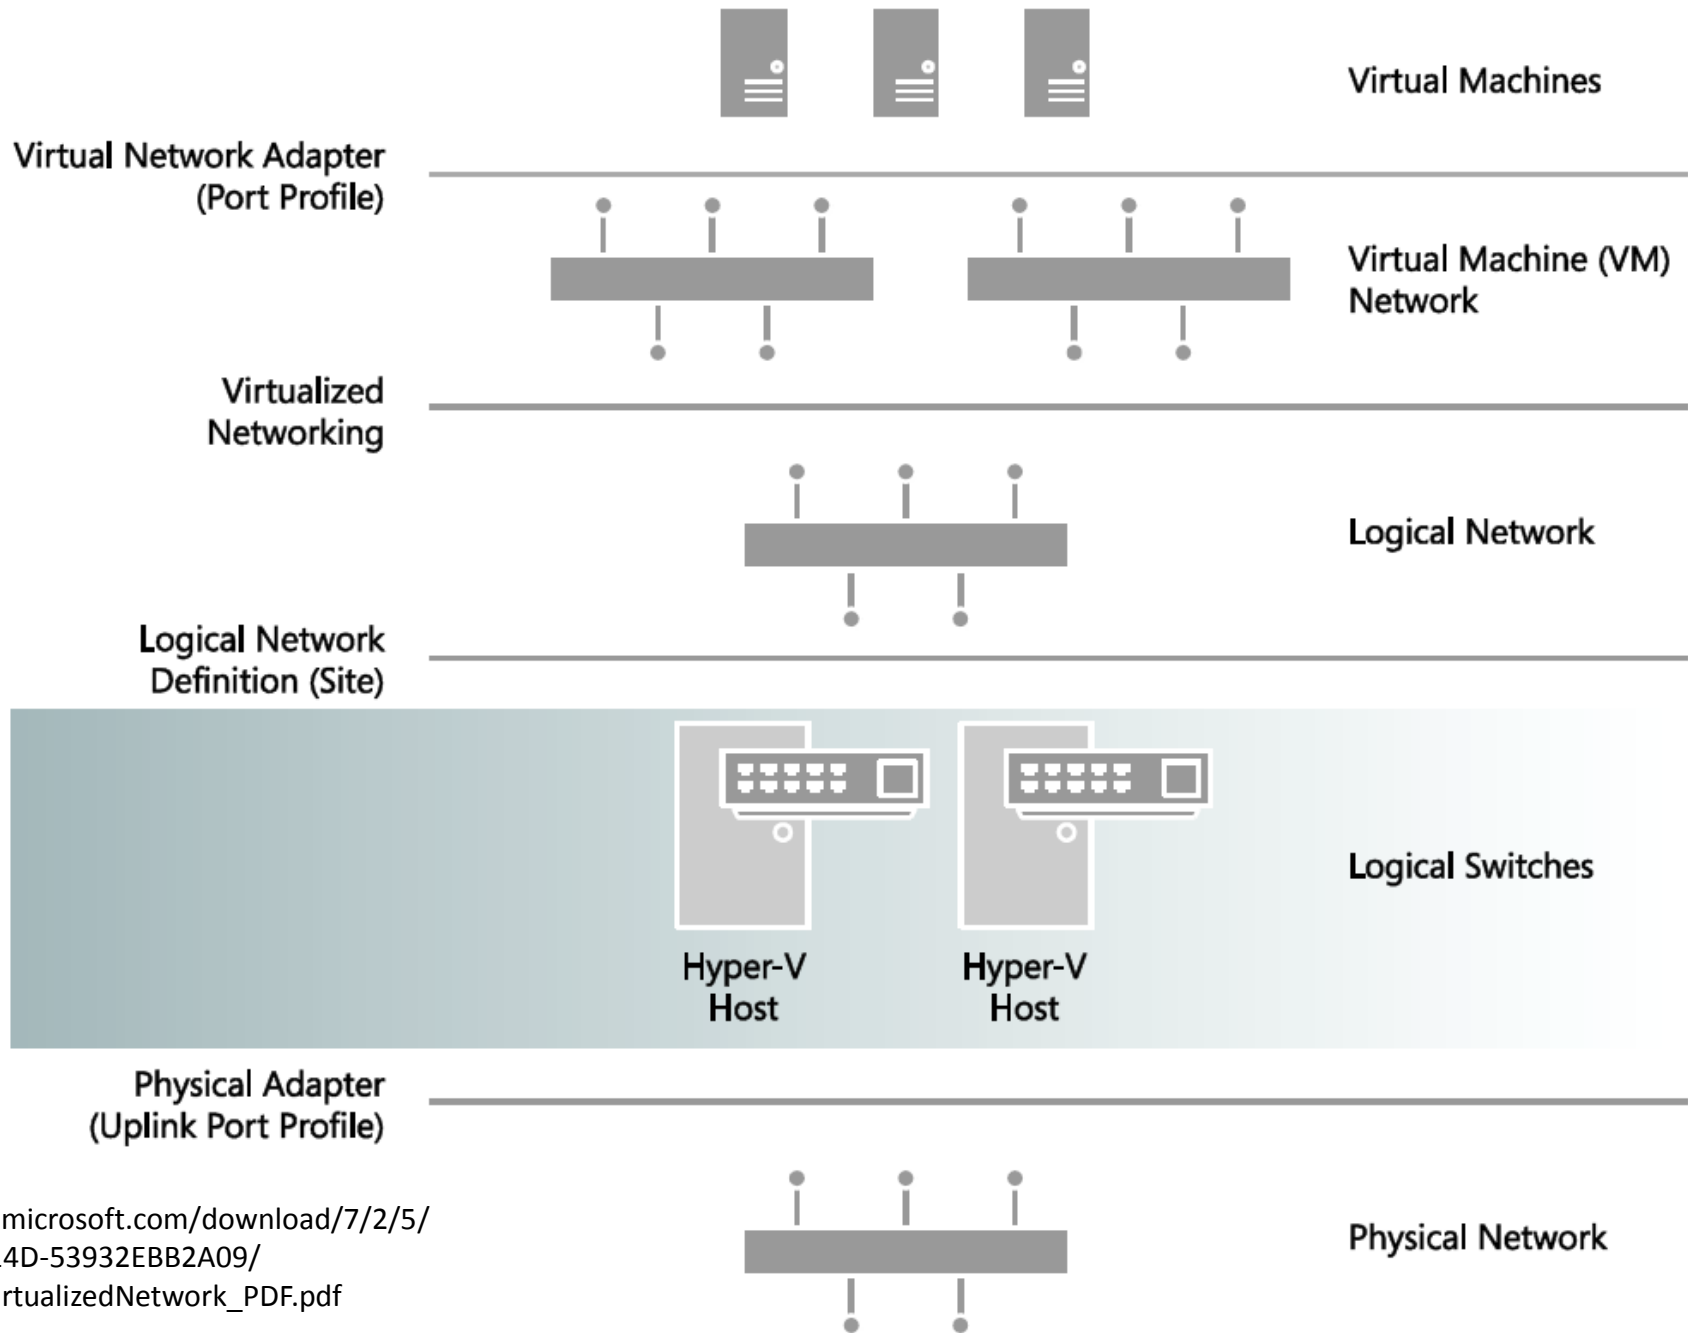 Virtual Machines
Virtual Network Adapter
(Port Profile)
Virtual Machine (VM)
Network
Virtualized
Networking
Logical Network
Logical Network
Definition (Site)
Logical Switches
Hyper-V
Host
Hyper-V
Host
Physical Adapter
(Uplink Port Profile)
microsoft.com/download/7/2/5/
4D-53932EBB2A09/
rtualizedNetwork_PDF.pdf
Physical Network